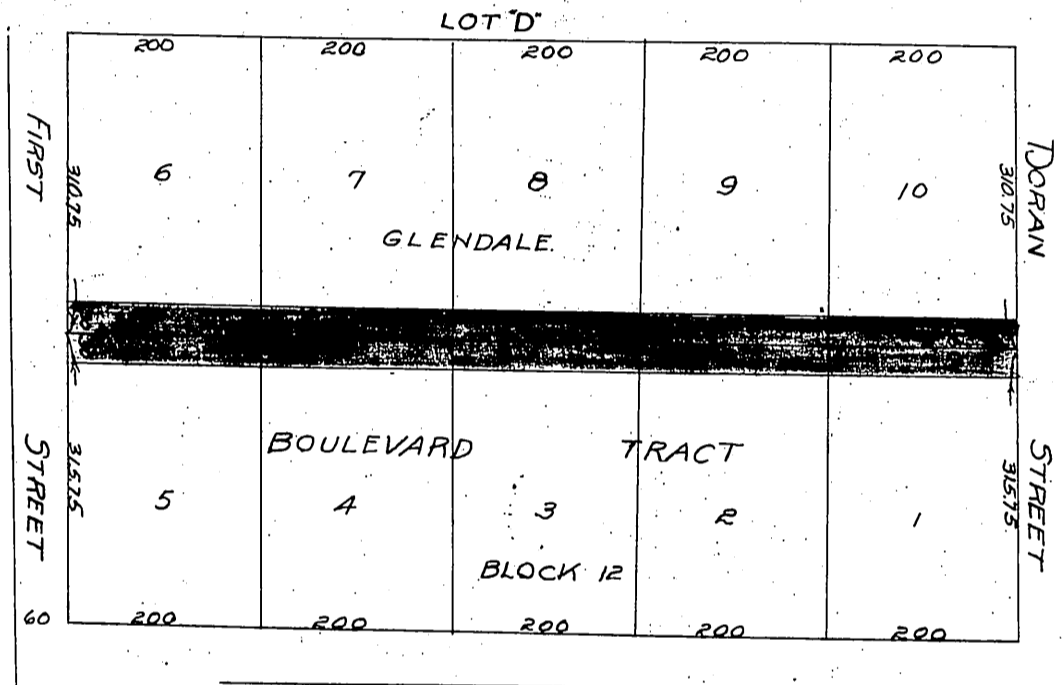 LOT "D"
200 200 200 200 200
FIRST
310.75
6 7 8 9 10
310.75
DORAN
GLENDALE.
BOULEVARD TRACT
STREET
315.75
5 4 3 2 1
315.75
STREET
BLOCK 12
60
200 200 200 200 200